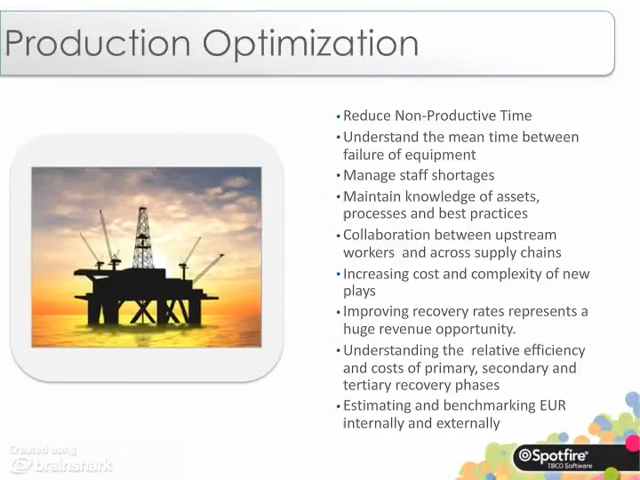 Production Optimization
• Reduce Non-Productive Time
• Understand the mean time between
failure of equipment
• Manage staff shortages
• Maintain knowledge of assets,
processes and best practices
• Collaboration between upstream
workers and across supply chains
• Increasing cost and complexity of new
plays
• Improving recovery rates represents a
huge revenue opportunity.
• Understanding the relative efficiency
and costs of primary, secondary and
tertiary recovery phases
• Estimating and benchmarking EUR
internally and externally
Created using
brainshark
Spotfire®
TIBCO Software